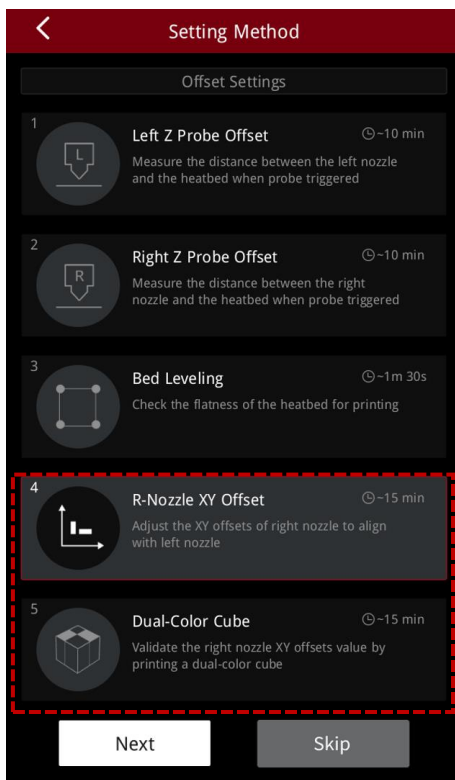 Setting Method
Offset Settings
1
Left Z Probe Offset
~10 min
Measure the distance between the left nozzle
and the heatbed when probe triggered
L
2
Right Z Probe Offset
~10 min
Measure the distance between the right
nozzle and the heatbed when probe triggered
R
3
Bed Leveling
~1m 30s
Check the flatness of the heatbed for printing
4
R-Nozzle XY Offset
~15 min
Adjust the XY offsets of right nozzle to align
with left nozzle
5
Dual-Color Cube
~15 min
Validate the right nozzle XY offsets value by
printing a dual-color cube
Next
Skip